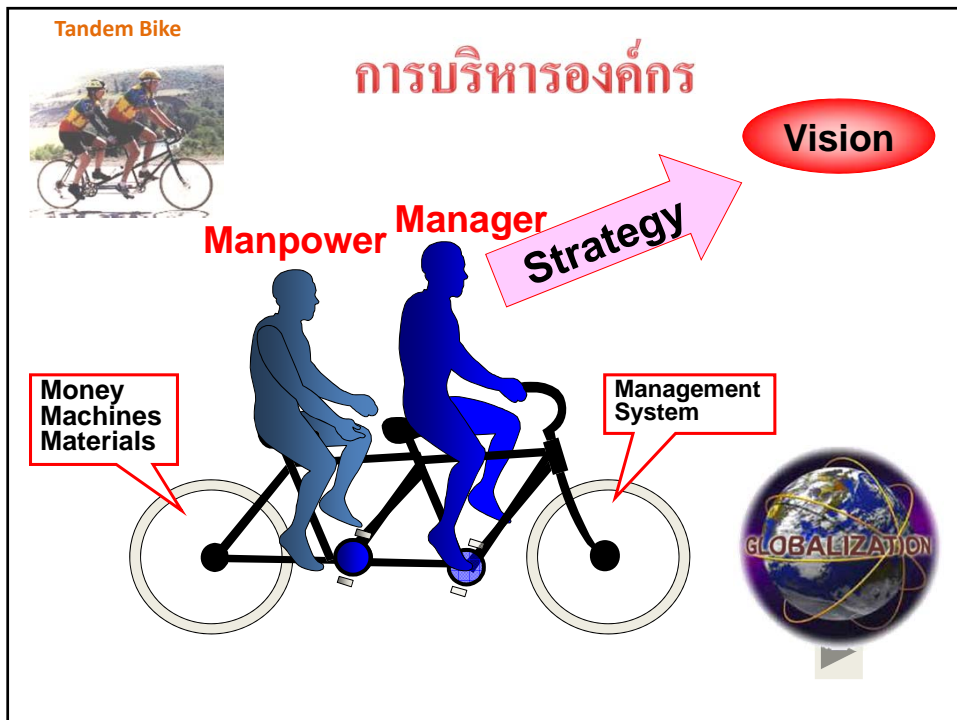 Tandem Bike
การบริหารองค์กร
Vision
Strategy
Manager
Manpower
Money
Machines
Materials
Management
System
GLOBALIZATION